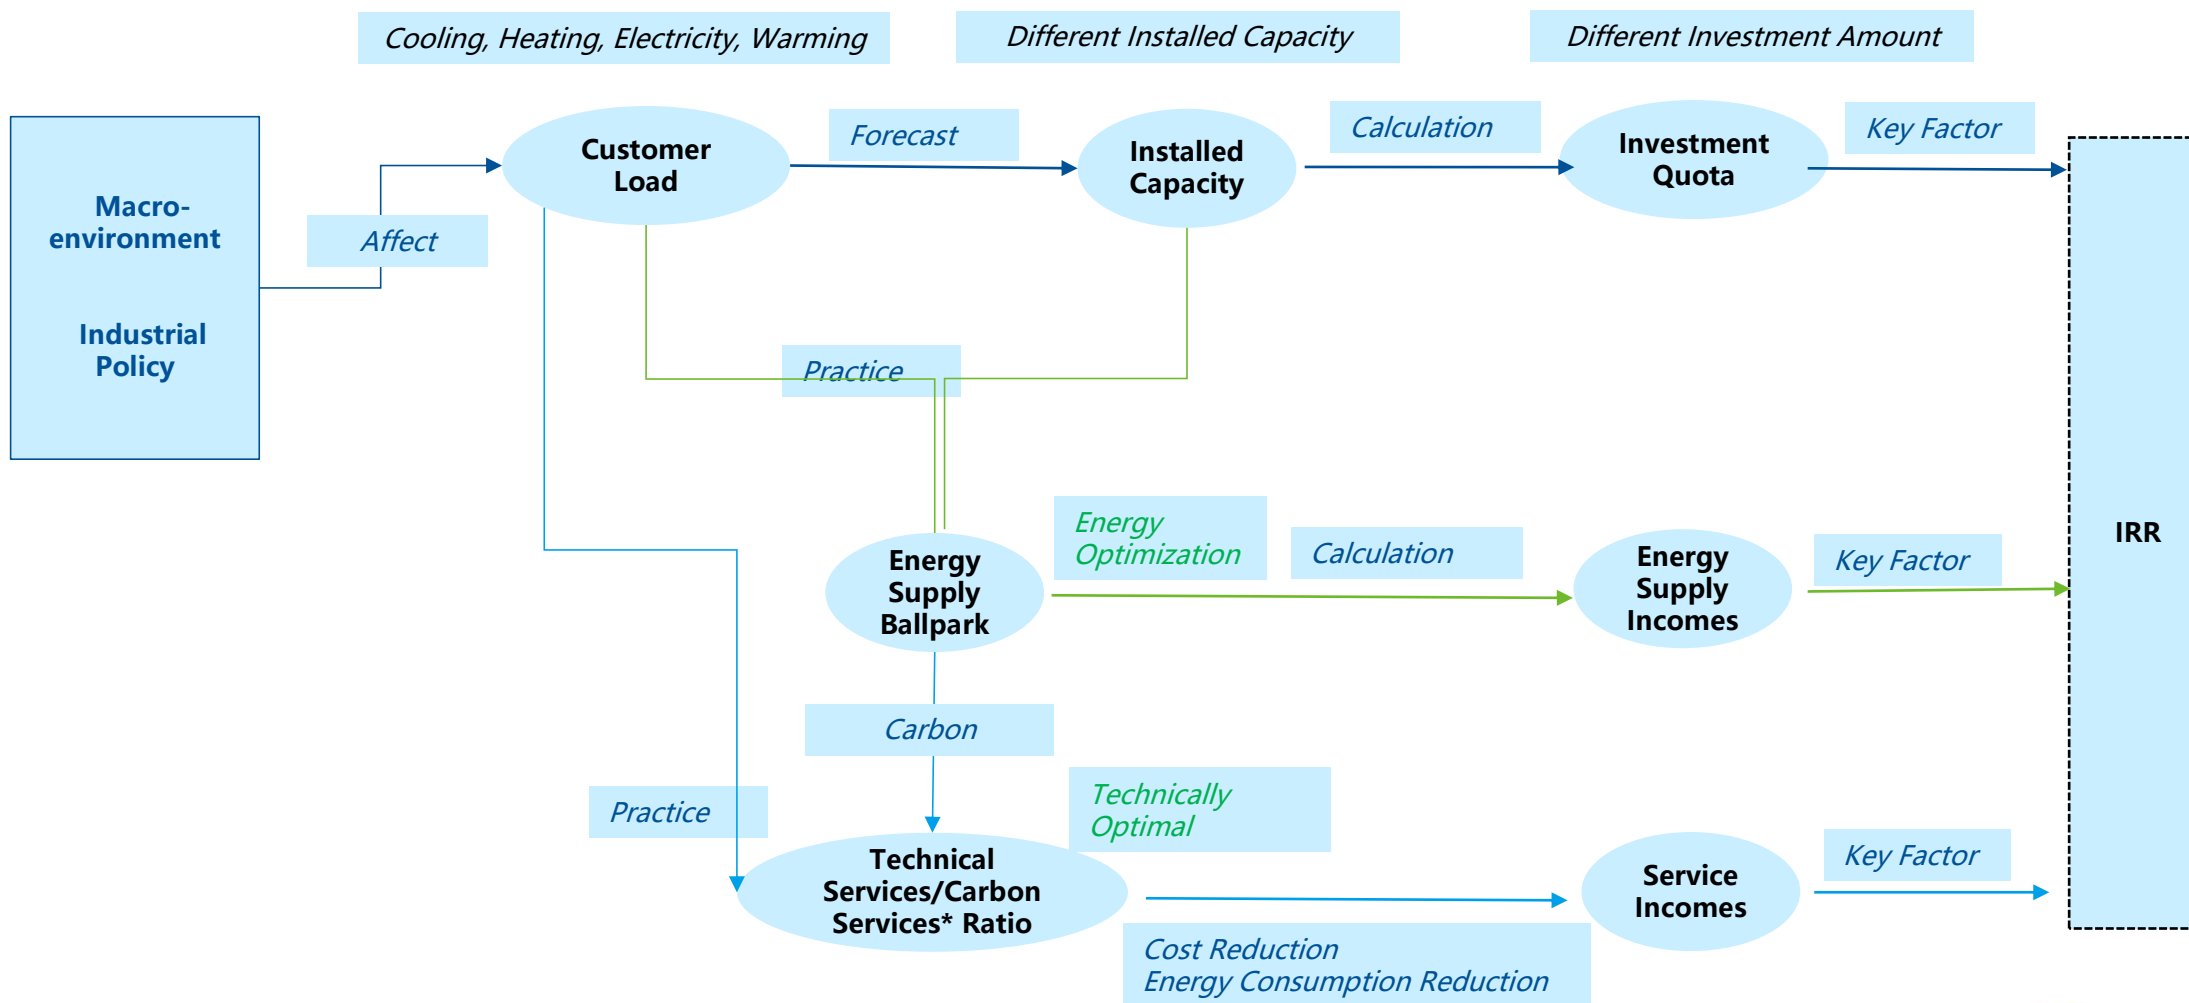 Cooling, Heating, Electricity, Warming
Different Installed Capacity
Different Investment Amount
Macro-
environment
Industrial
Policy
Affect
Customer
Load
Forecast
Installed
Capacity
Calculation
Investment
Quota
Key Factor
Practice
Energy
Supply
Ballpark
Energy
Optimization
Calculation
Energy
Supply
Incomes
Key Factor
IRR
Carbon
Practice
Technically
Optimal
Technical
Services/Carbon
Services* Ratio
Service
Incomes
Key Factor
Cost Reduction
Energy Consumption Reduction